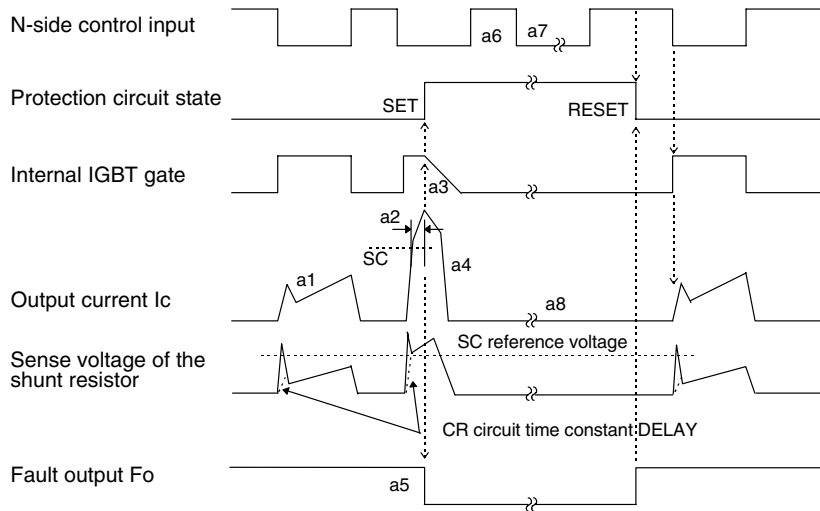 N-side control input
a6
a7
Protection circuit state
SET
RESET
Internal IGBT gate
a3
a2
SC
a4
a1
a8
Output current Ic
SC reference voltage
Sense voltage of the
shunt resistor
CR circuit time constant DELAY
Fault output Fo
a5